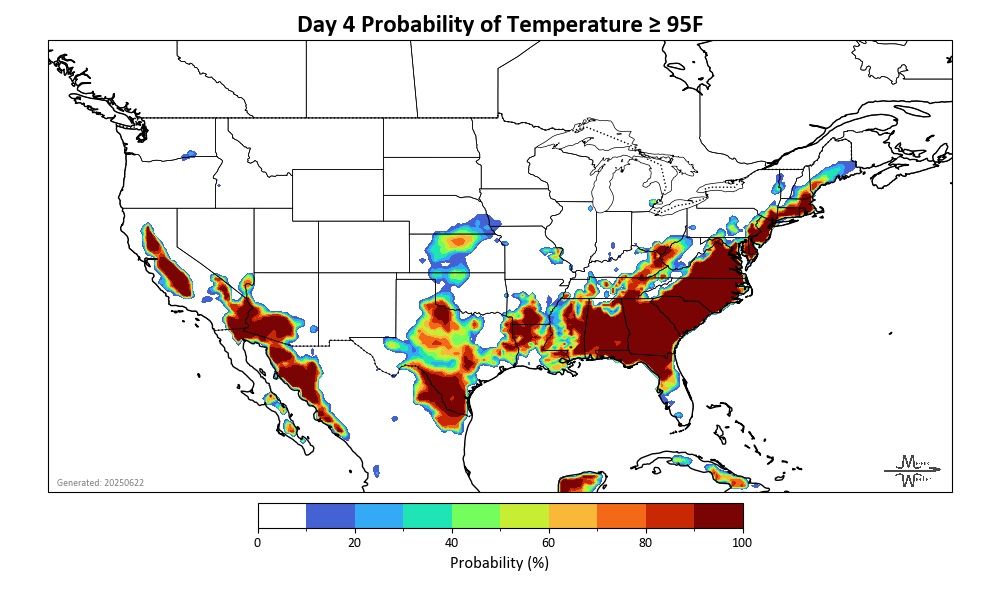 Day 4 Probability of Temperature ≥ 95F
Generated: 20250622
0 20 40 60 80 100
Probability (%)